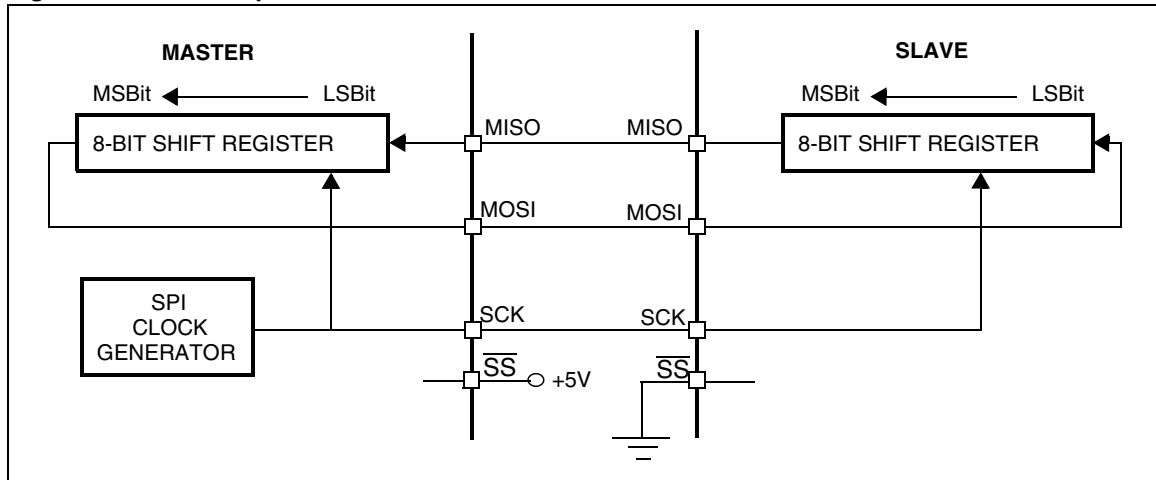 MASTER
SLAVE
MSBit LSBit
MSBit LSBit
8-BIT SHIFT REGISTER
MISO MISO
8-BIT SHIFT REGISTER
MOSI MOSI
SPI
CLOCK
GENERATOR
SCK SCK
SS +5V
SS